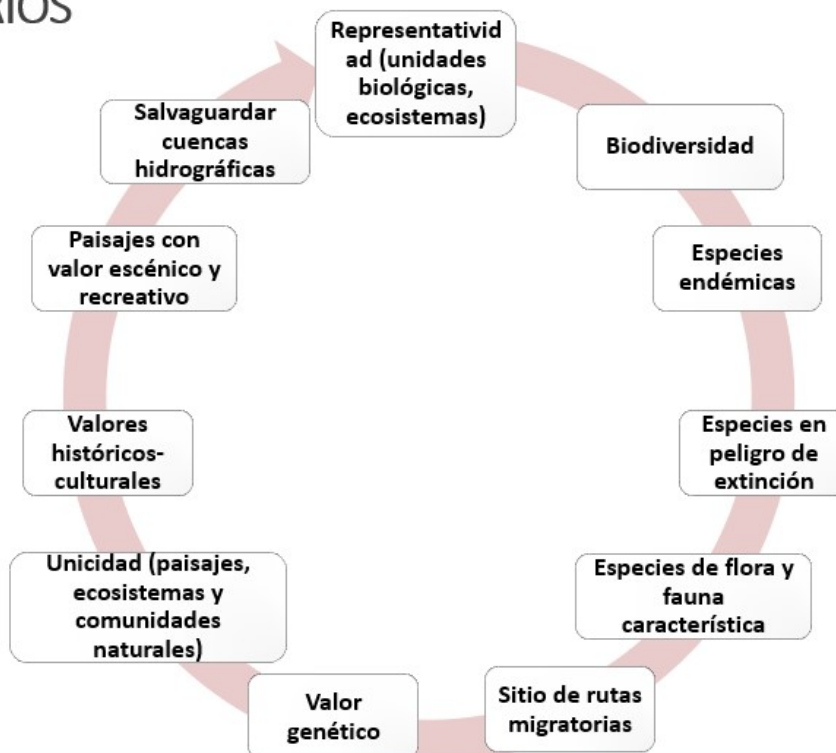 RIOS
Representativid
ad (unidades
biológicas,
ecosistemas)
Biodiversidad
Especies
endémicas
Especies en
peligro de
extinción
Especies de flora y
fauna
característica
Sitio de rutas
migratorias
Valor
genético
Unicidad (paisajes,
ecosistemas y
comunidades
naturales)
Valores
históricos-
culturales
Paisajes con
valor escénico y
recreativo
Salvaguardar
cuencas
hidrográficas